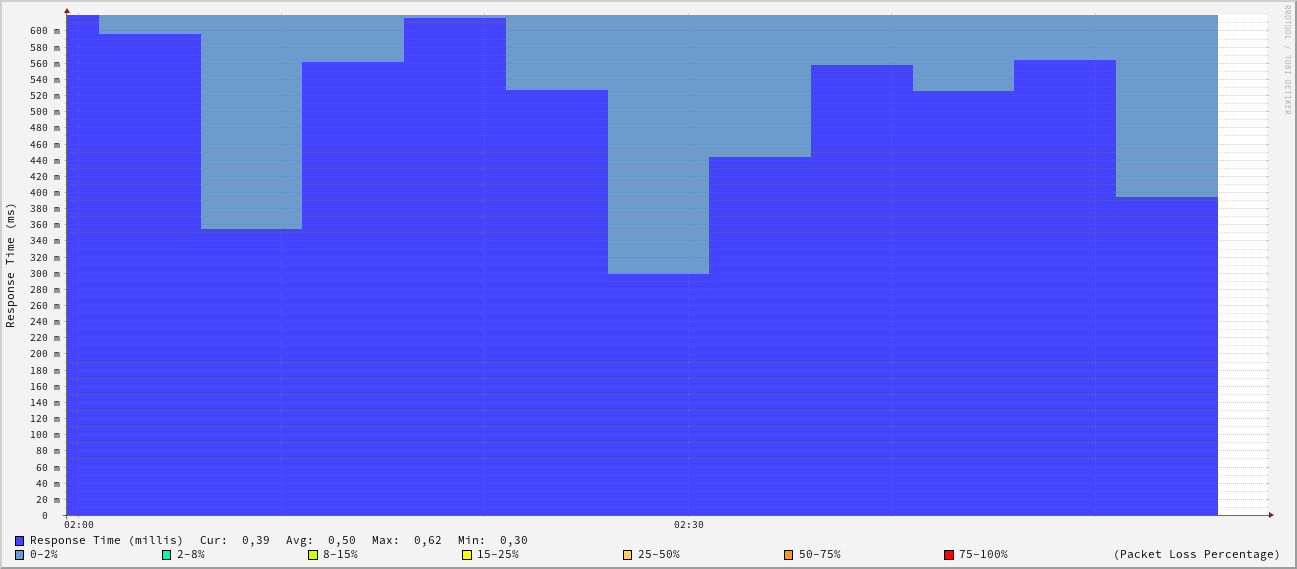 RRDTOOL / TOBI OETIKER
Response Time (ms)
600 m
580 m
560 m
540 m
520 m
500 m
480 m
460 m
440 m
420 m
400 m
380 m
360 m
340 m
320 m
300 m
280 m
260 m
240 m
220 m
200 m
180 m
160 m
140 m
120 m
100 m
80 m
60 m
40 m
20 m
0
02:00 02:30
Response Time (millis) Cur: 0,39 Avg: 0,50 Max: 0,62 Min: 0,30
0-2% 2-8% 8-15% 15-25% 25-50% 50-75% 75-100% (Packet Loss Percentage)